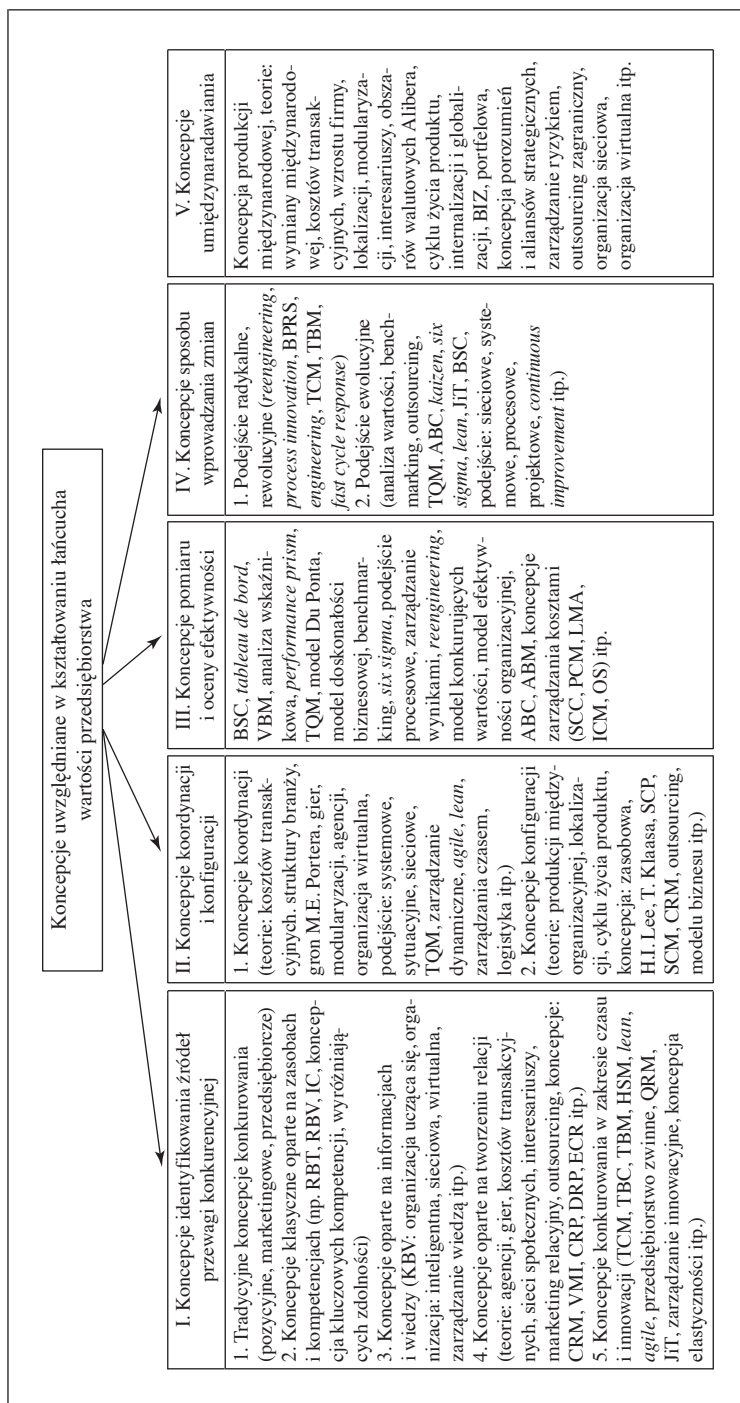 Koncepcje uwzględniane w kształtowaniu łańcucha
wartości przedsiębiorstwa
I. Koncepcje identyfikowania źródeł
przewagi konkurencyjnej
1. Tradycyjne koncepcje konkurowania
(pozycyjne, marketingowe, przedsiębiorcze)
2. Koncepcje klasyczne oparte na zasobach
i kompetencjach (np. RBT, RBV, IC, koncep-
cja kluczowych kompetencji, wyróżniają-
cych zdolności)
3. Koncepcje oparte na informacjach
i wiedzy (KBV: organizacja ucząca się, orga-
nizacja: inteligentna, sieciowa, wirtualna,
zarządzanie wiedzą itp.)
4. Koncepcje oparte na tworzeniu relacji
(teorie: agencji, gier, kosztów transakcyj-
nych, sieci społecznych, interesariuszy,
marketing relacyjny, outsourcing, koncepcje:
CRM, VMI, CRP, DRP, ECR itp.)
5. Koncepcje konkurowania w zakresie czasu
i innowacji (TCM, TBC, TBM, HSM, lean,
agile, przedsiębiorstwo zwinne, QRM,
JiT, zarządzanie innowacyjne, koncepcja
elastyczności itp.)
II. Koncepcje koordynacji
i konfiguracji
1. Koncepcje koordynacji
(teorie: kosztów transak-
cyjnych. struktury branży,
gron M.E. Portera, gier,
modularyzacji, agencji,
organizacja wirtualna,
podejście: systemowe,
sytuacyjne, sieciowe,
TQM, zarządzanie
dynamiczne, agile, lean,
zarządzania czasem,
logistyka itp.)
2. Koncepcje konfiguracji
(teorie: produkcji między-
organizacyjnej, lokaliza-
cji, cyklu życia produktu,
koncepcja: zasobowa,
H.I. Lee, T. Klaasa, SCP,
SCM, CRM, outsourcing,
modelu biznesu itp.)
III. Koncepcje pomiaru
i oceny efektywności
BSC, tableau de bord,
VBM, analiza wskaźni-
kowa, performance prism,
TQM, model Du Ponta,
model doskonałości
biznesowej, benchmar-
king, six sigma, podejście
procesowe, zarządzanie
wynikami, reengineering,
model konkurujących
wartości, model efektyw-
ności organizacyjnej,
ABC, ABM, koncepcje
zarządzania kosztami
(SCC, PCM, LMA,
ICM, OS) itp.
IV. Koncepcje sposobu
wprowadzania zmian
1. Podejście radykalne,
rewolucyjne (reengineering,
process innovation, BPRS,
engineering, TCM, TBM,
fast cycle response)
2. Podejście ewolucyjne
(analiza wartości, bench-
marking, outsourcing,
TQM, ABC, kaizen, six
sigma, lean, JiT, BSC,
podejście: sieciowe, syste-
mowe, procesowe,
projektowe, continuous
improvement itp.)
V. Koncepcje
umiędzynaradawiania
Koncepcja produkcji
międzynarodowej, teorie:
wymiany międzynarodo-
wej, kosztów transak-
cyjnych, wzrostu firmy,
lokalizacji, modularyza-
cji, interesariuszy, obsza-
rów walutowych Alibera,
cyklu życia produktu,
internalizacji i globali-
zacji, BIZ, portfelowa,
koncepcja porozumień
i aliansów strategicznych,
zarządzanie ryzykiem,
outsourcing zagraniczny,
organizacja sieciowa,
organizacja wirtualna itp.